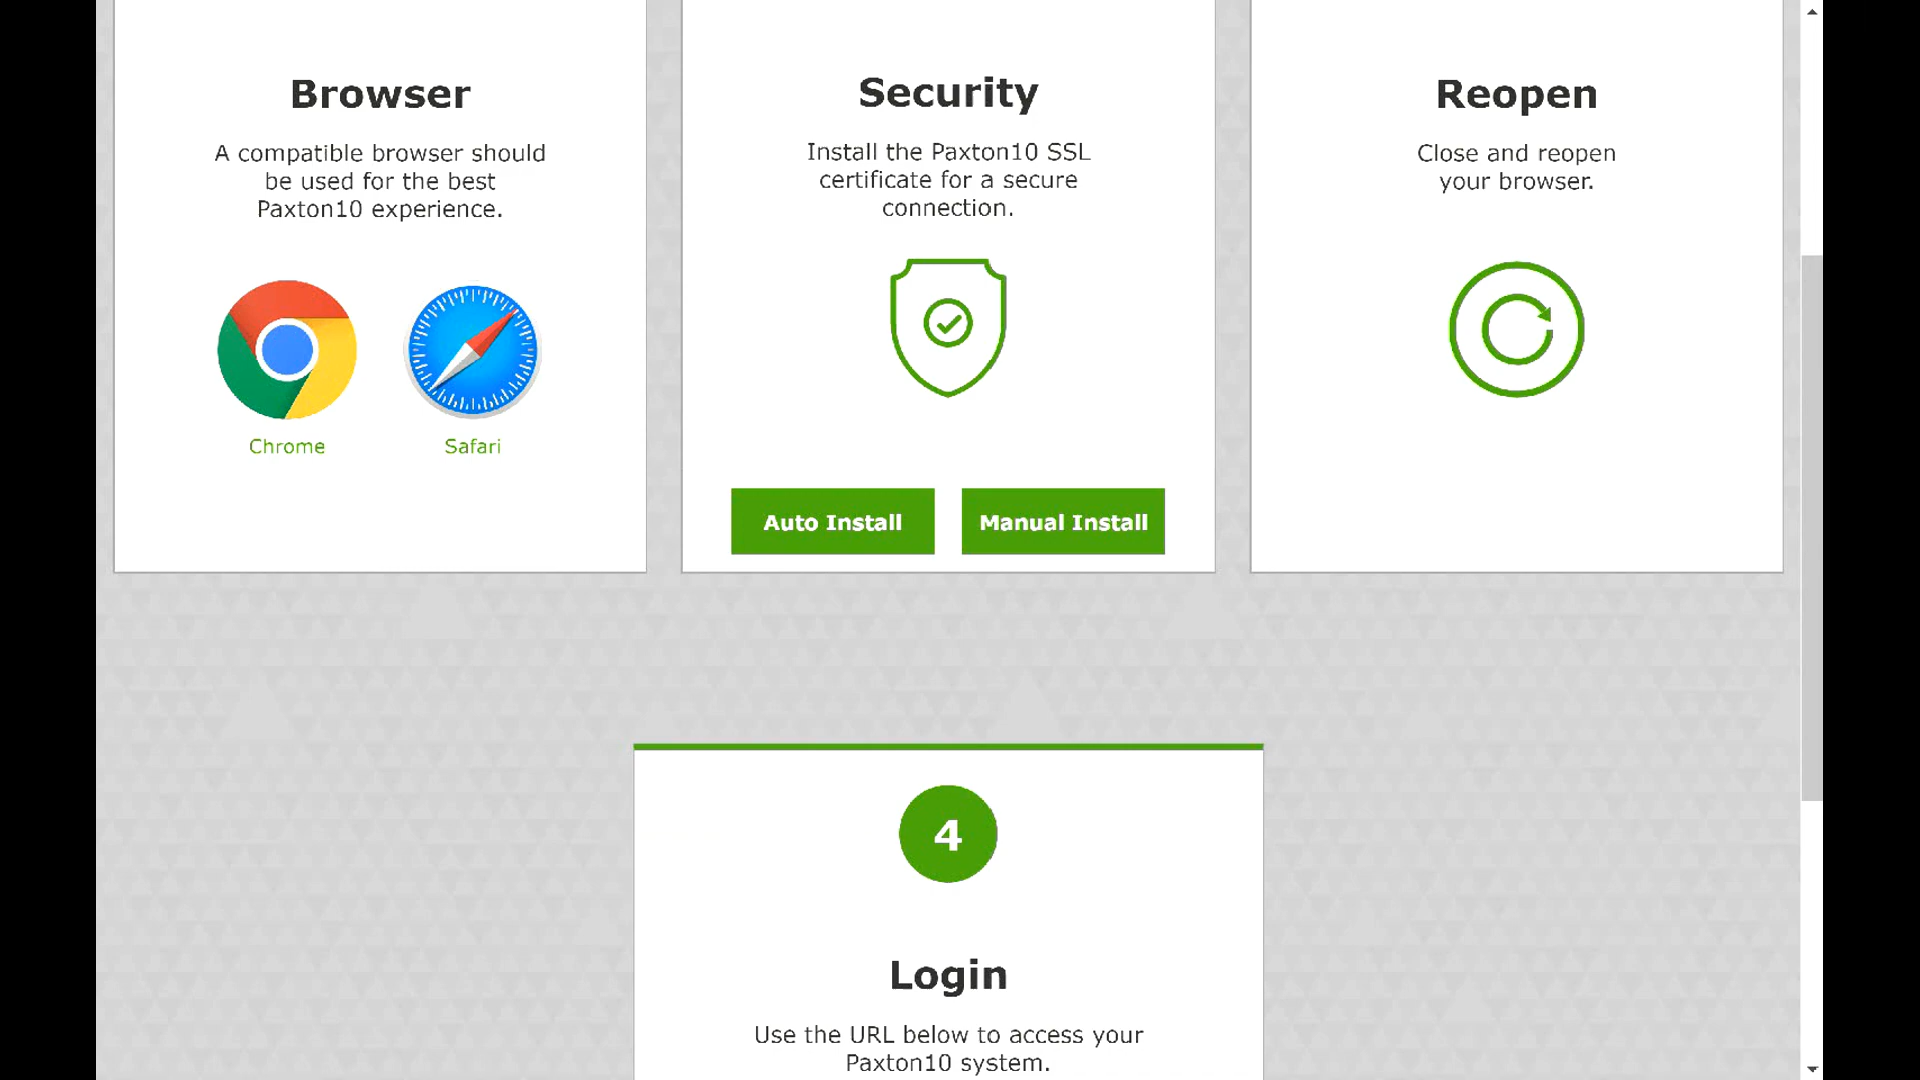 Browser
A compatible browser should
be used for the best
Paxton10 experience.
Chrome
Safari
Security
Install the Paxton10 SSL
certificate for a secure
connection.
Auto Install
Manual Install
Reopen
Close and reopen
your browser.
4
Login
Use the URL below to access your
Paxton10 system.